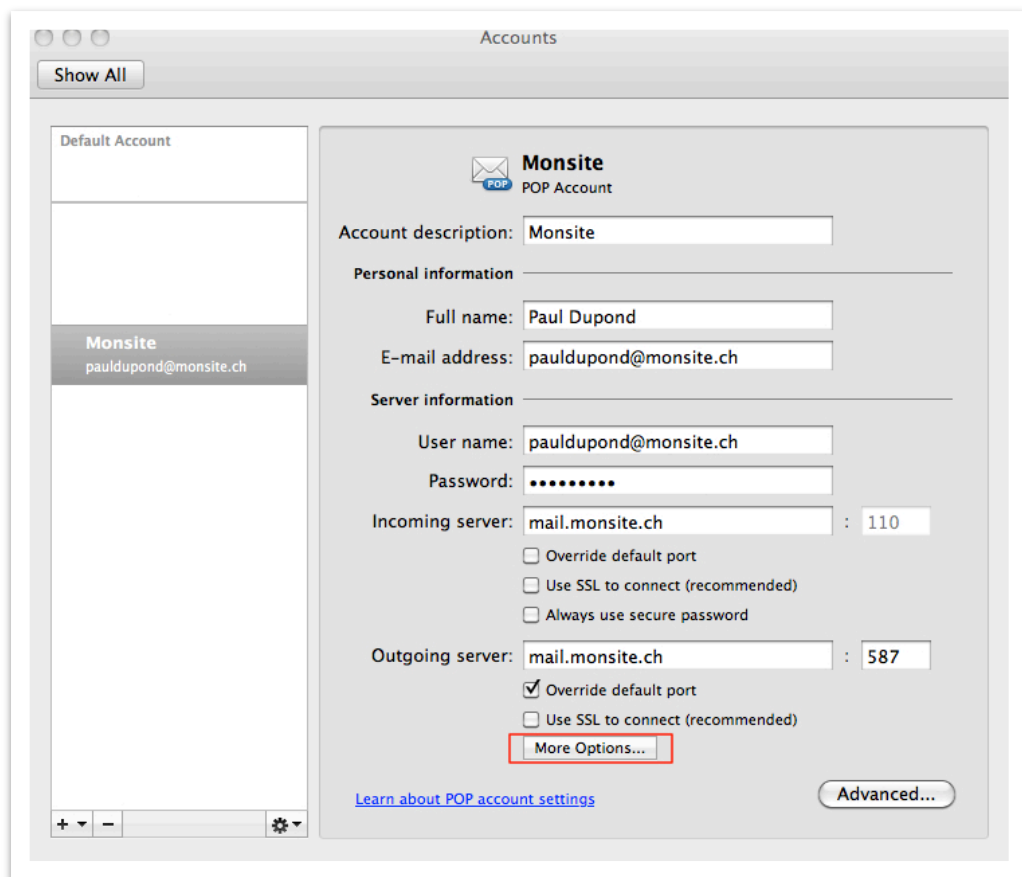 Accounts
Show All
Default Account
Monsite
pauldupond@monsite.ch
Monsite
POP
POP Account
Account description: Monsite
Personal information
Full name: Paul Dupond
E-mail address: pauldupond@monsite.ch
Server information
User name: pauldupond@monsite.ch
Password: •••••••••
Incoming server: mail.monsite.ch : 110
Override default port
Use SSL to connect (recommended)
Always use secure password
Outgoing server: mail.monsite.ch : 587
Override default port
Use SSL to connect (recommended)
More Options...
Learn about POP account settings
Advanced...